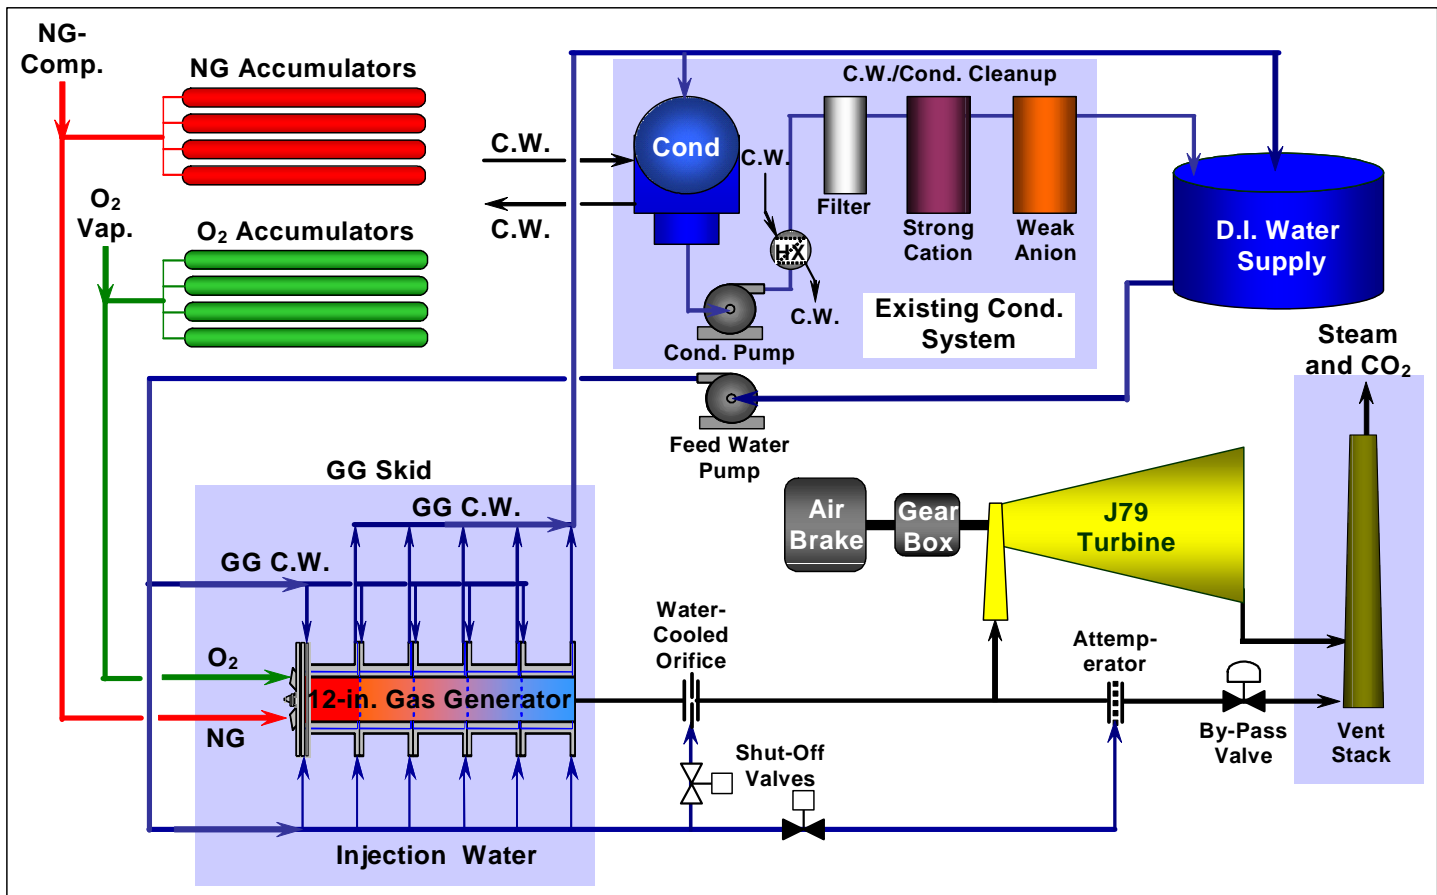 NG-
Comp.
NG Accumulators
O₂
Vap.
O₂ Accumulators
C.W.
C.W.
Cond
C.W./Cond. Cleanup
C.W.
HX
C.W.
Filter
Strong
Cation
Weak
Anion
Cond. Pump
Existing Cond.
System
D.I. Water
Supply
Feed Water
Pump
Steam
and CO₂
GG Skid
GG C.W.
GG C.W.
Air
Brake
Gear
Box
J79
Turbine
O₂
NG
12-in. Gas Generator
Water-
Cooled
Orifice
Attemp-
erator
Shut-Off
Valves
By-Pass
Valve
Vent
Stack
Injection Water